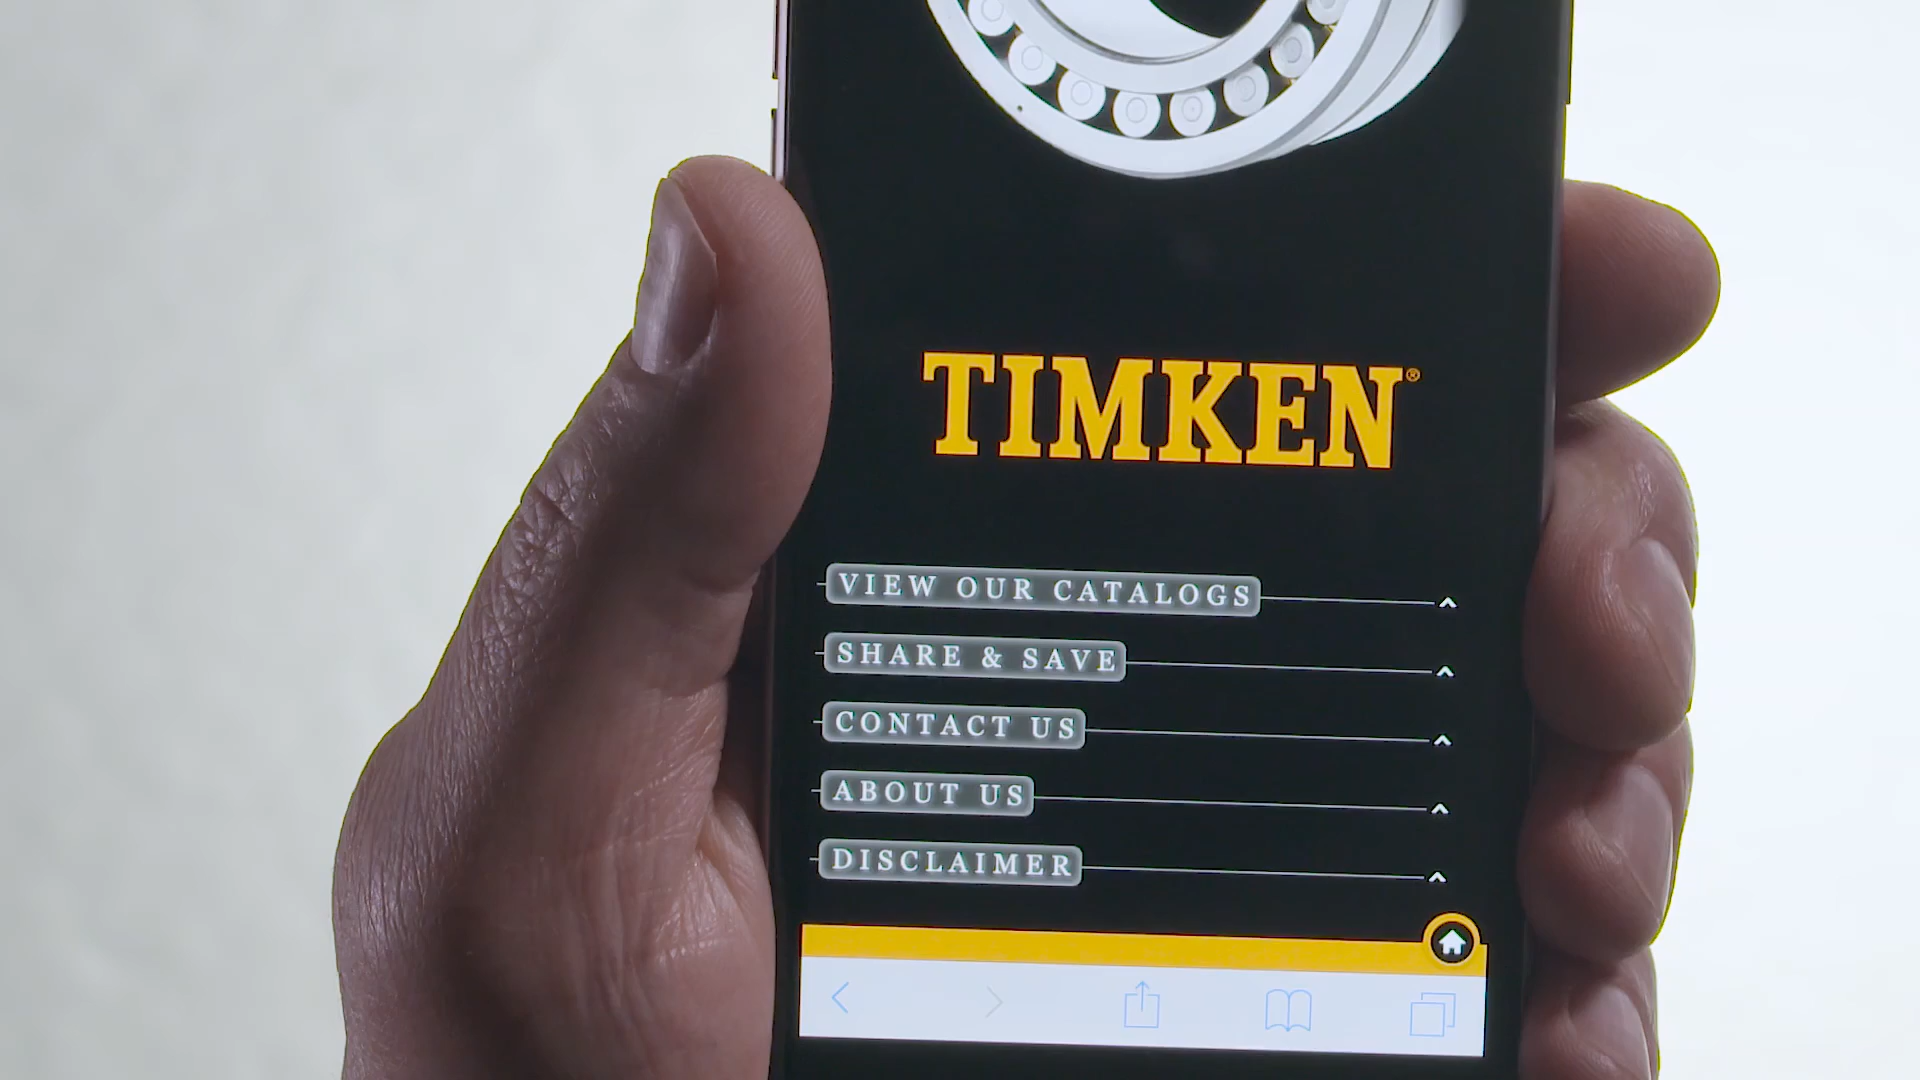 TIMKEN®
VIEW OUR CATALOGS
SHARE & SAVE
CONTACT US
ABOUT US
DISCLAIMER